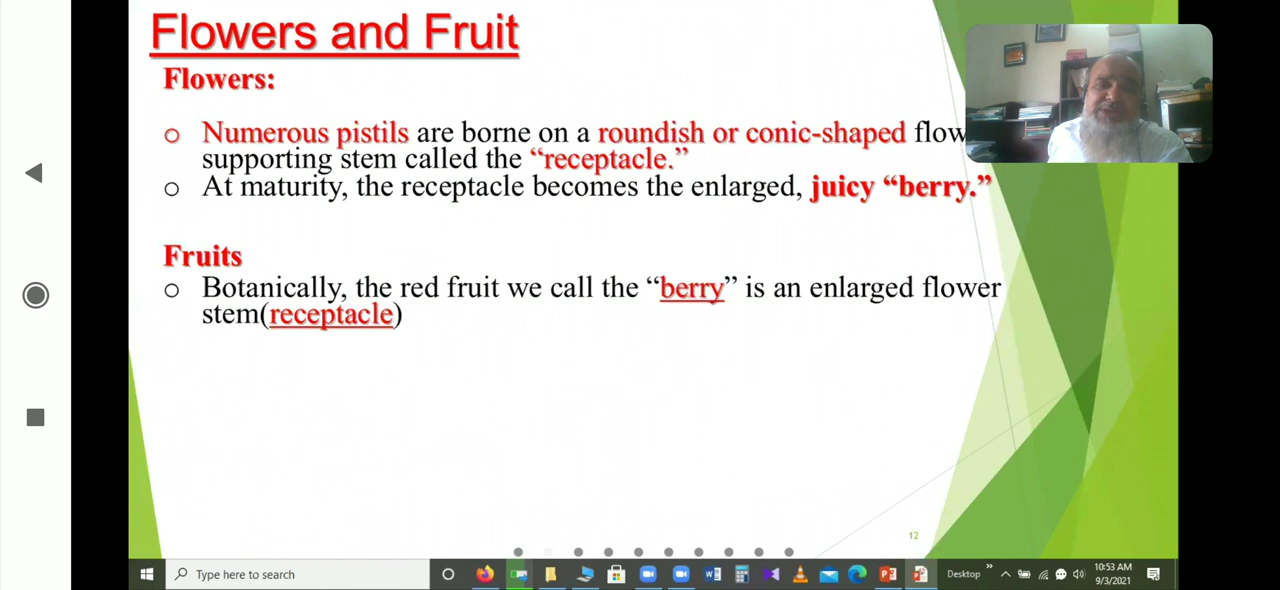 Flowers and Fruit
Flowers:
o Numerous pistils are borne on a roundish or conic-shaped flow
supporting stem called the “receptacle.”
o At maturity, the receptacle becomes the enlarged, juicy “berry.”
Fruits
o Botanically, the red fruit we call the “berry” is an enlarged flower
stem(receptacle)
12
Type here to search
Desktop
10:53 AM
9/3/2021